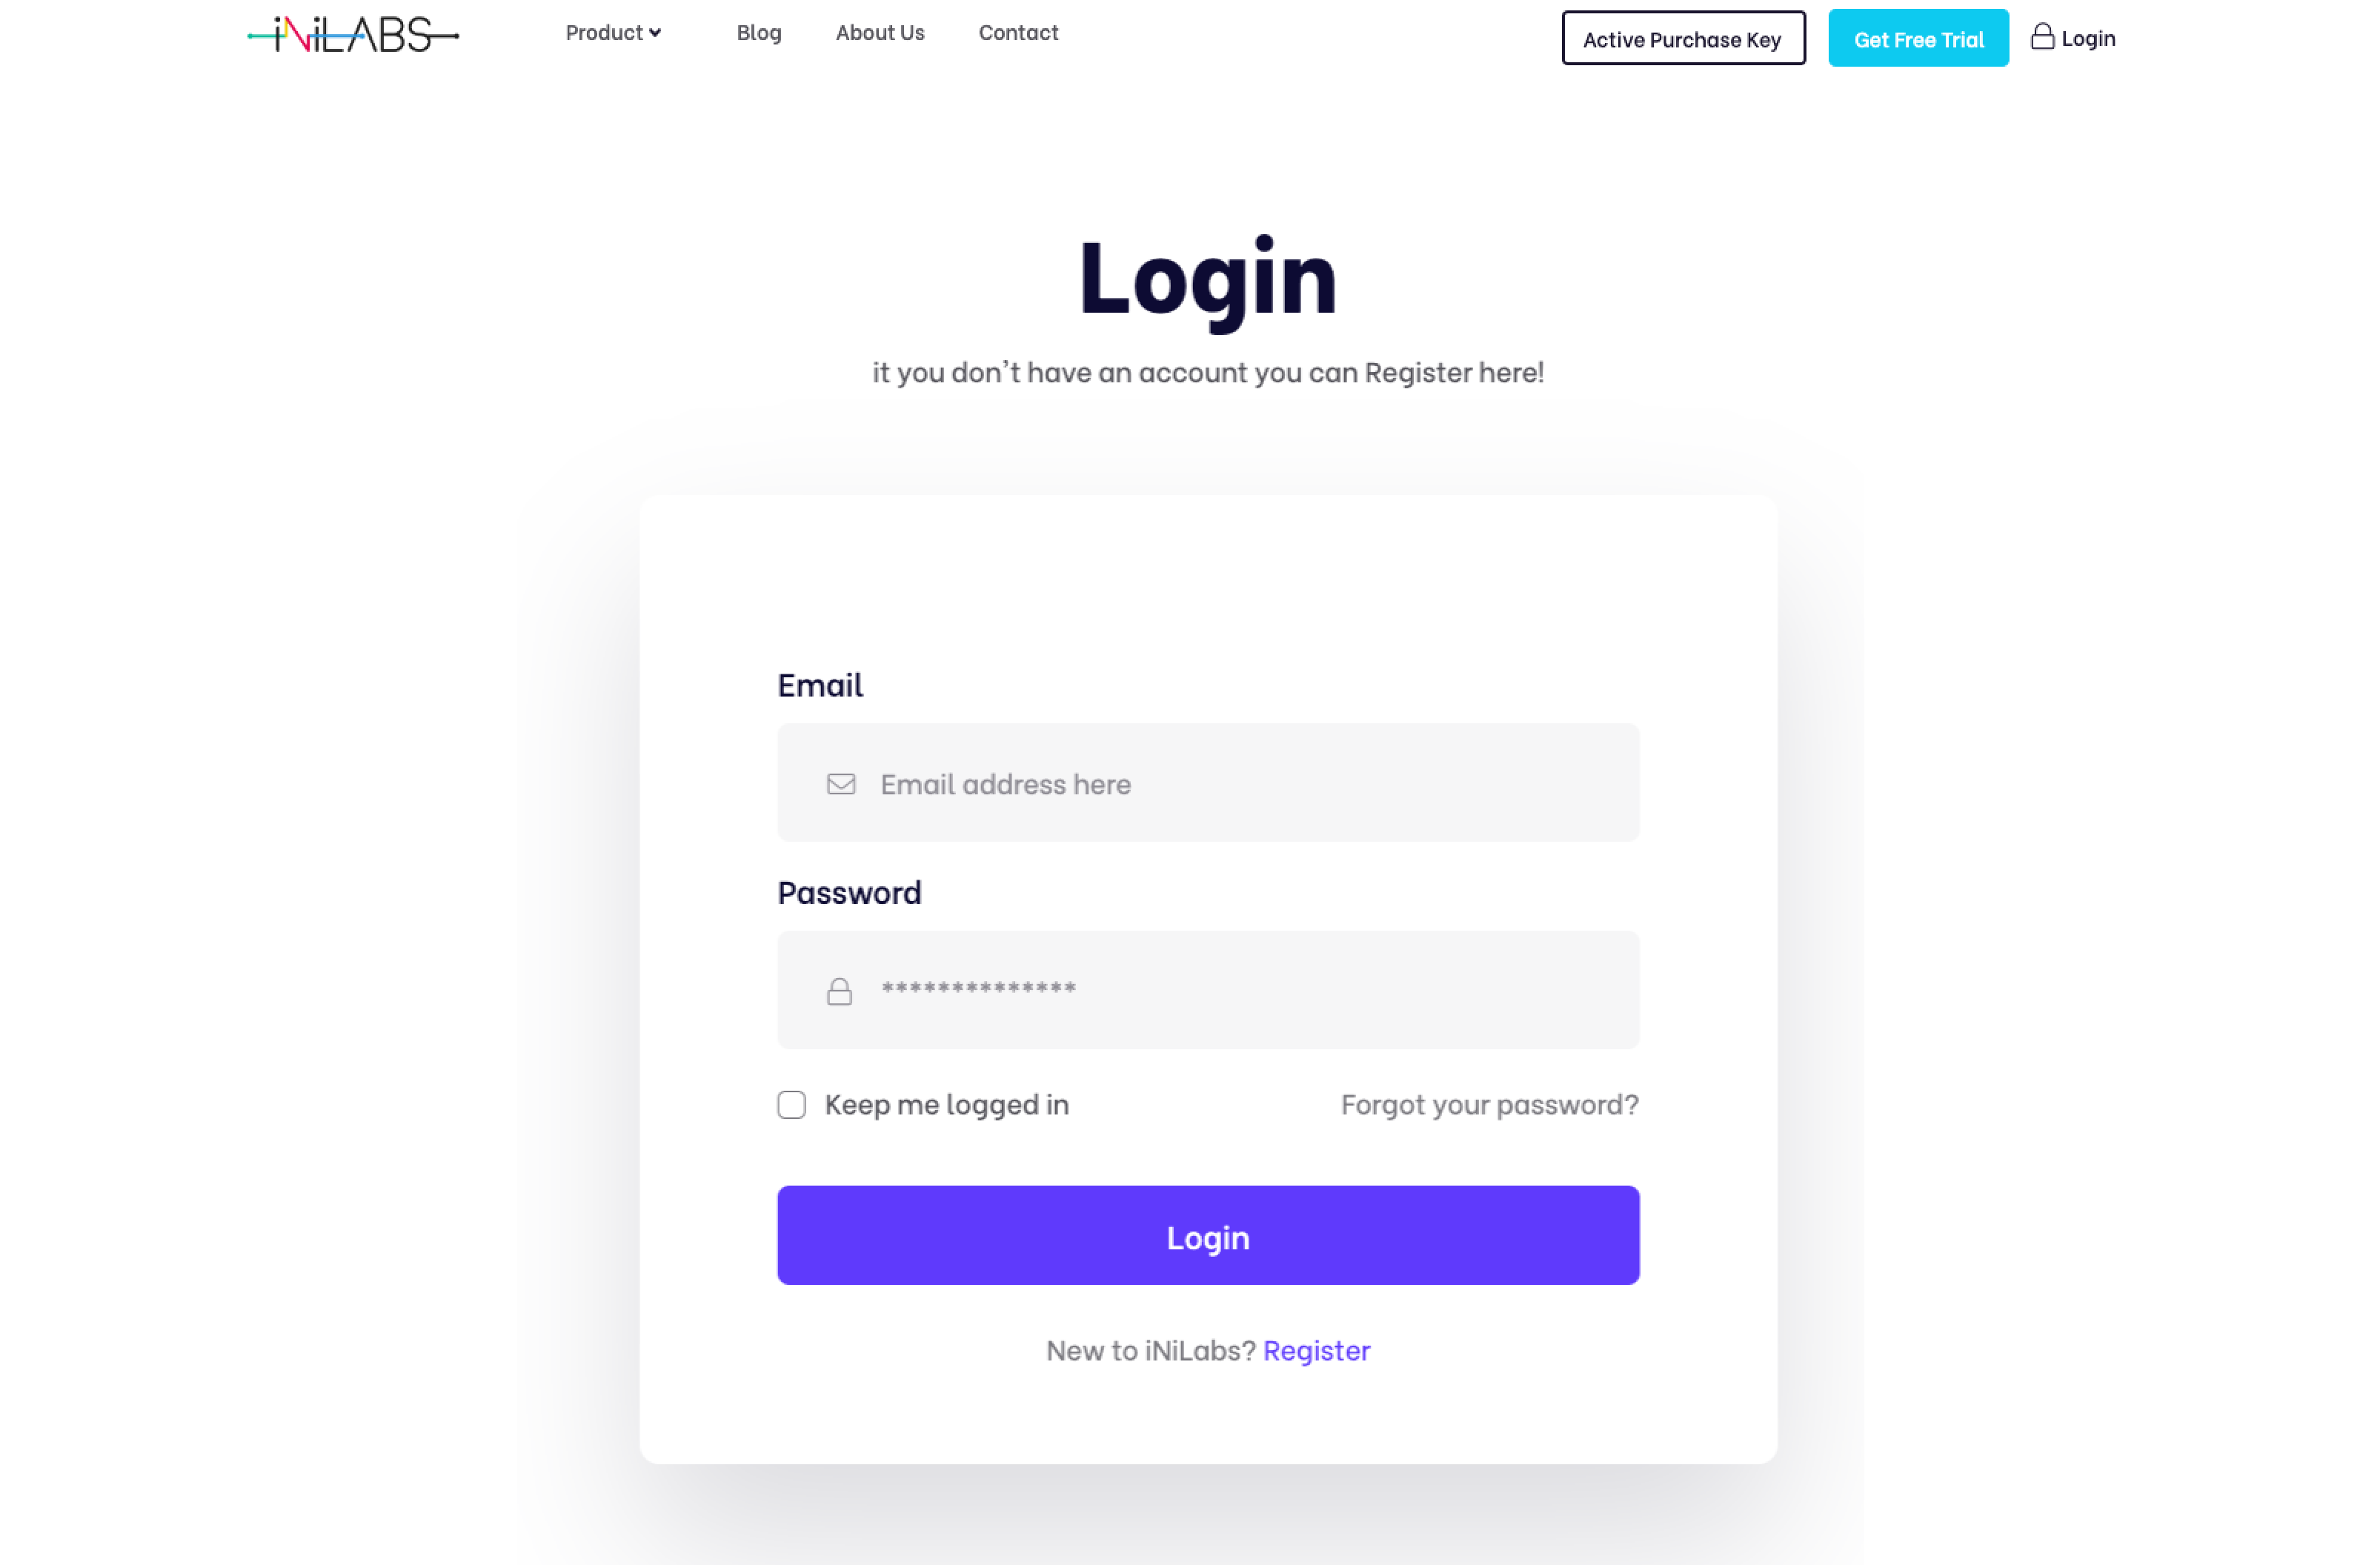 iNiLABS
Product
Blog
About Us
Contact
Active Purchase Key
Get Free Trial
Login
Login
it you don't have an account you can Register here!
Email
Email address here
Password
**************
Keep me logged in
Forgot your password?
Login
New to iNiLabs? Register